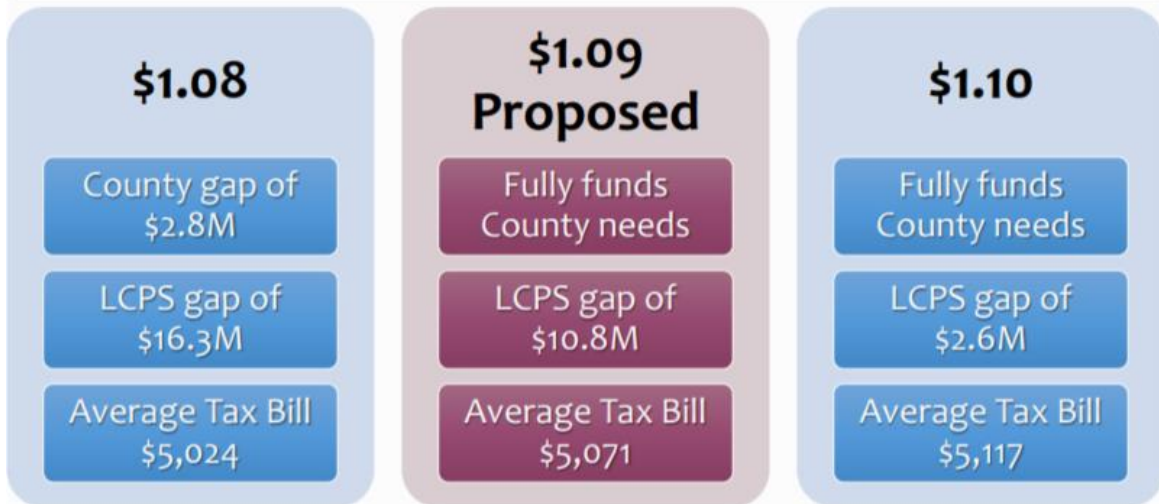 $1.08
County gap of
$2.8M
LCPS gap of
$16.3M
Average Tax Bill
$5,024
$1.09
Proposed
Fully funds
County needs
LCPS gap of
$10.8M
Average Tax Bill
$5,071
$1.10
Fully funds
County needs
LCPS gap of
$2.6M
Average Tax Bill
$5,117